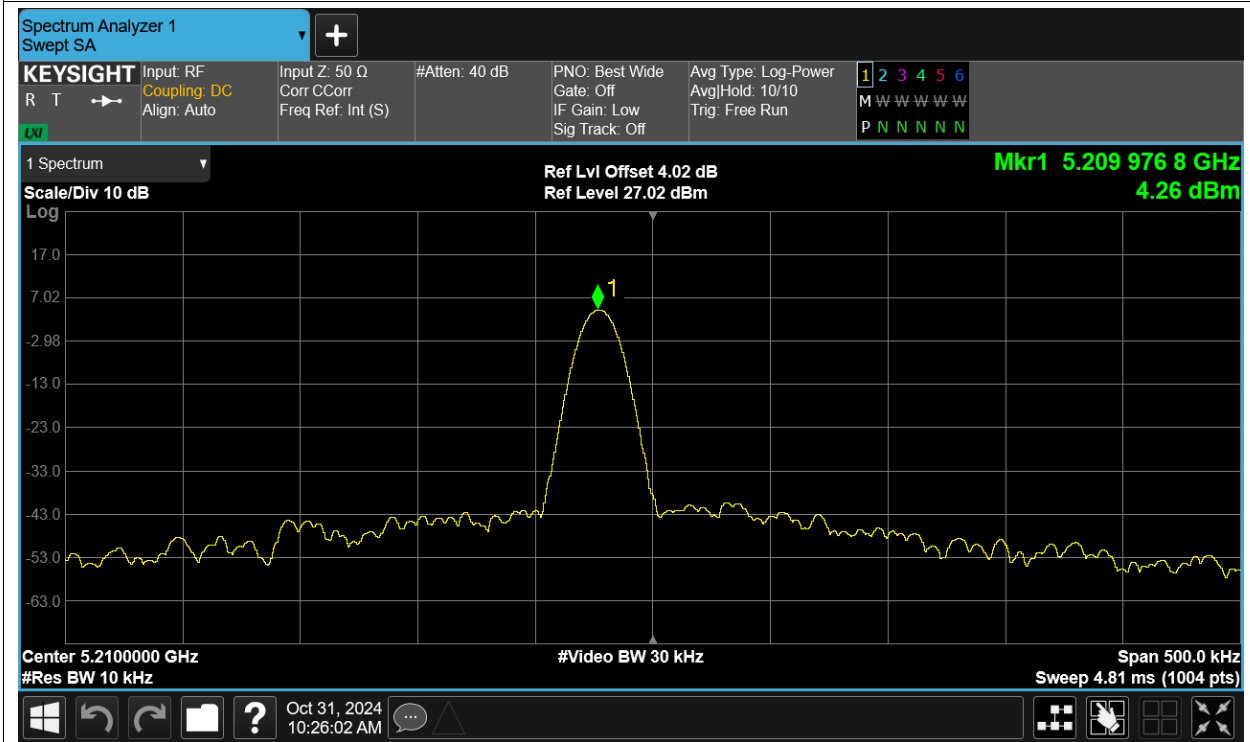 Spectrum Analyzer 1
Swept SA
+
KEYSIGHT
R T
LXI
Input: RF
Coupling: DC
Align: Auto
Input Z: 50 Ω
Corr CCorr
Freq Ref: Int (S)
#Atten: 40 dB
PNO: Best Wide
Gate: Off
IF Gain: Low
Sig Track: Off
Avg Type: Log-Power
Avg|Hold: 10/10
Trig: Free Run
1 2 3 4 5 6
M W W W W W
P N N N N N
1 Spectrum
Scale/Div 10 dB
Log
Ref Lvl Offset 4.02 dB
Ref Level 27.02 dBm
Mkr1 5.209 976 8 GHz
4.26 dBm
17.0
7.02
-2.98
-13.0
-23.0
-33.0
-43.0
-53.0
-63.0
1
Center 5.2100000 GHz
#Res BW 10 kHz
#Video BW 30 kHz
Span 500.0 kHz
Sweep 4.81 ms (1004 pts)
?
Oct 31, 2024
10:26:02 AM